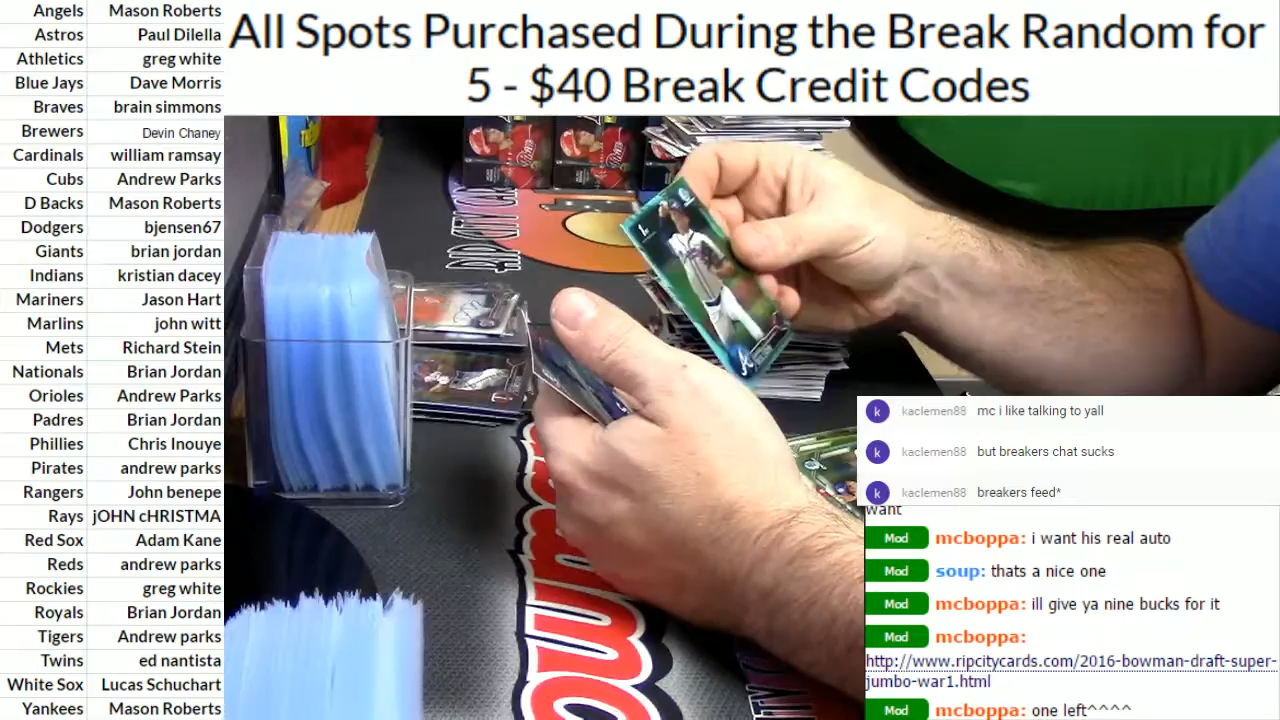 All Spots Purchased During the Break Random for
5 - $40 Break Credit Codes
Angels Mason Roberts
Astros Paul Dilella
Athletics greg white
Blue Jays Dave Morris
Braves brain simmons
Brewers Devin Chaney
Cardinals william ramsay
Cubs Andrew Parks
D Backs Mason Roberts
Dodgers bjensen67
Giants brian jordan
Indians kristian dacey
Mariners Jason Hart
Marlins john witt
Mets Richard Stein
Nationals Brian Jordan
Orioles Andrew Parks
Padres Brian Jordan
Phillies Chris Inouye
Pirates andrew parks
Rangers John benepe
Rays jOHN cHRISTMA
Red Sox Adam Kane
Reds andrew parks
Rockies greg white
Royals Brian Jordan
Tigers Andrew parks
Twins ed nantista
White Sox Lucas Schuchart
Yankees Mason Roberts
RIP CITY
k kaclemen88 mc i like talking to yall
k kaclemen88 but breakers chat sucks
k kaclemen88 breakers feed*
want
Mod mcboppa: i want his real auto
Mod soup: thats a nice one
Mod mcboppa: ill give ya nine bucks for it
Mod mcboppa:
http://www.ripcitycards.com/2016-bowman-draft-super-
jumbo-war1.html
Mod mcboppa: one left^^^^